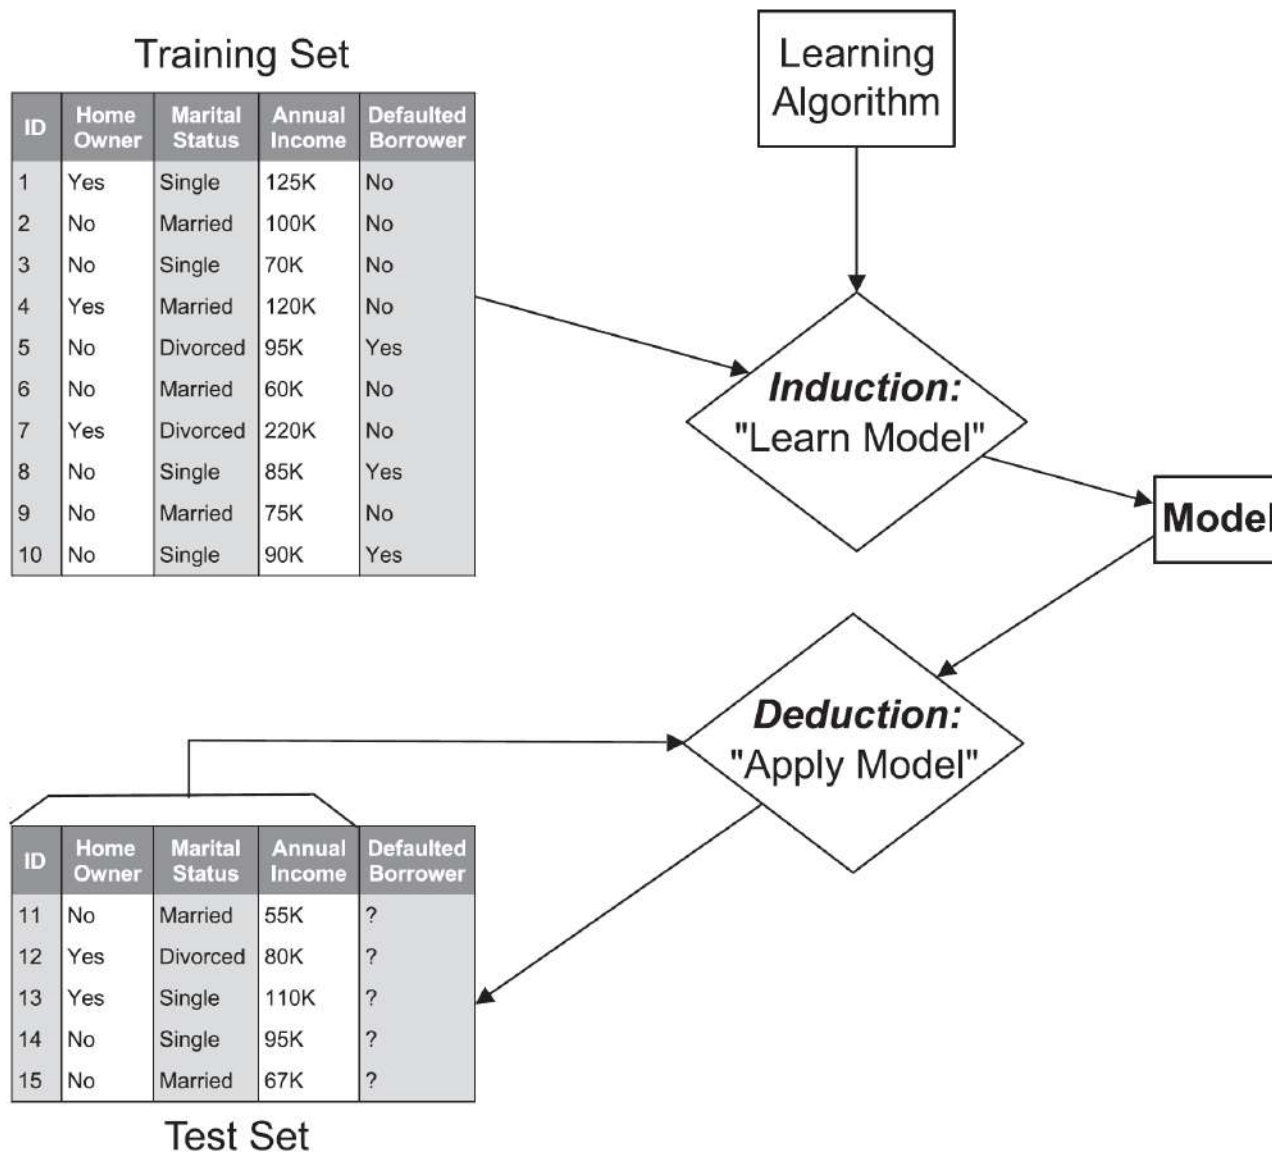 Training Set
ID Home Owner Marital Status Annual Income Defaulted Borrower
1 Yes Single 125K No
2 No Married 100K No
3 No Single 70K No
4 Yes Married 120K No
5 No Divorced 95K Yes
6 No Married 60K No
7 Yes Divorced 220K No
8 No Single 85K Yes
9 No Married 75K No
10 No Single 90K Yes
Learning
Algorithm
Induction:
"Learn Model"
Model
Deduction:
"Apply Model"
ID Home Owner Marital Status Annual Income Defaulted Borrower
11 No Married 55K ?
12 Yes Divorced 80K ?
13 Yes Single 110K ?
14 No Single 95K ?
15 No Married 67K ?
Test Set